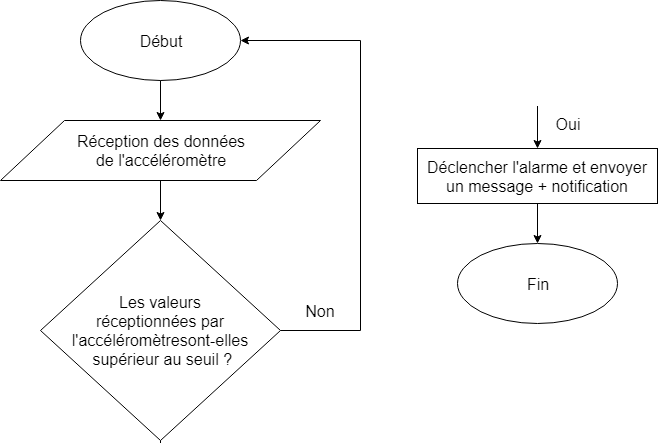 Début
Réception des données
de l'accéléromètre
Les valeurs
réceptionnées par
l'accéléromètresont-elles
supérieur au seuil ?
Non
Oui
Déclencher l'alarme et envoyer
un message + notification
Fin